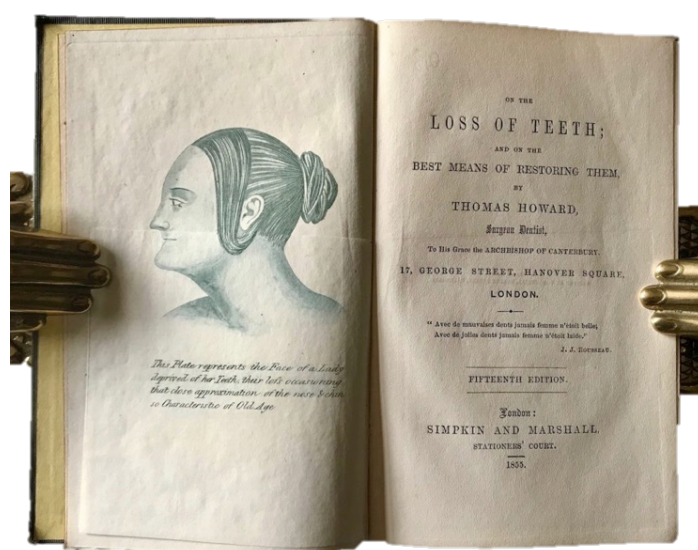 This Plate represents the Face of a Lady
deprived of her Teeth, their loss occasioning
that close approximation of the nose & chin
so Characteristic of Old Age
ON THE
LOSS OF TEETH;
AND ON THE
BEST MEANS OF RESTORING THEM,
BY
THOMAS HOWARD,
Surgeon Dentist,
To His Grace the ARCHBISHOP OF CANTERBURY.
17, GEORGE STREET, HANOVER SQUARE,
LONDON.
"Avec de mauvaises dents jamais femme n'était belle;
Avec de jolies dents jamais femme n'était laide."
J. J. ROUSSEAU.
FIFTEENTH EDITION.
London:
SIMPKIN AND MARSHALL,
STATIONERS' COURT.
1855.